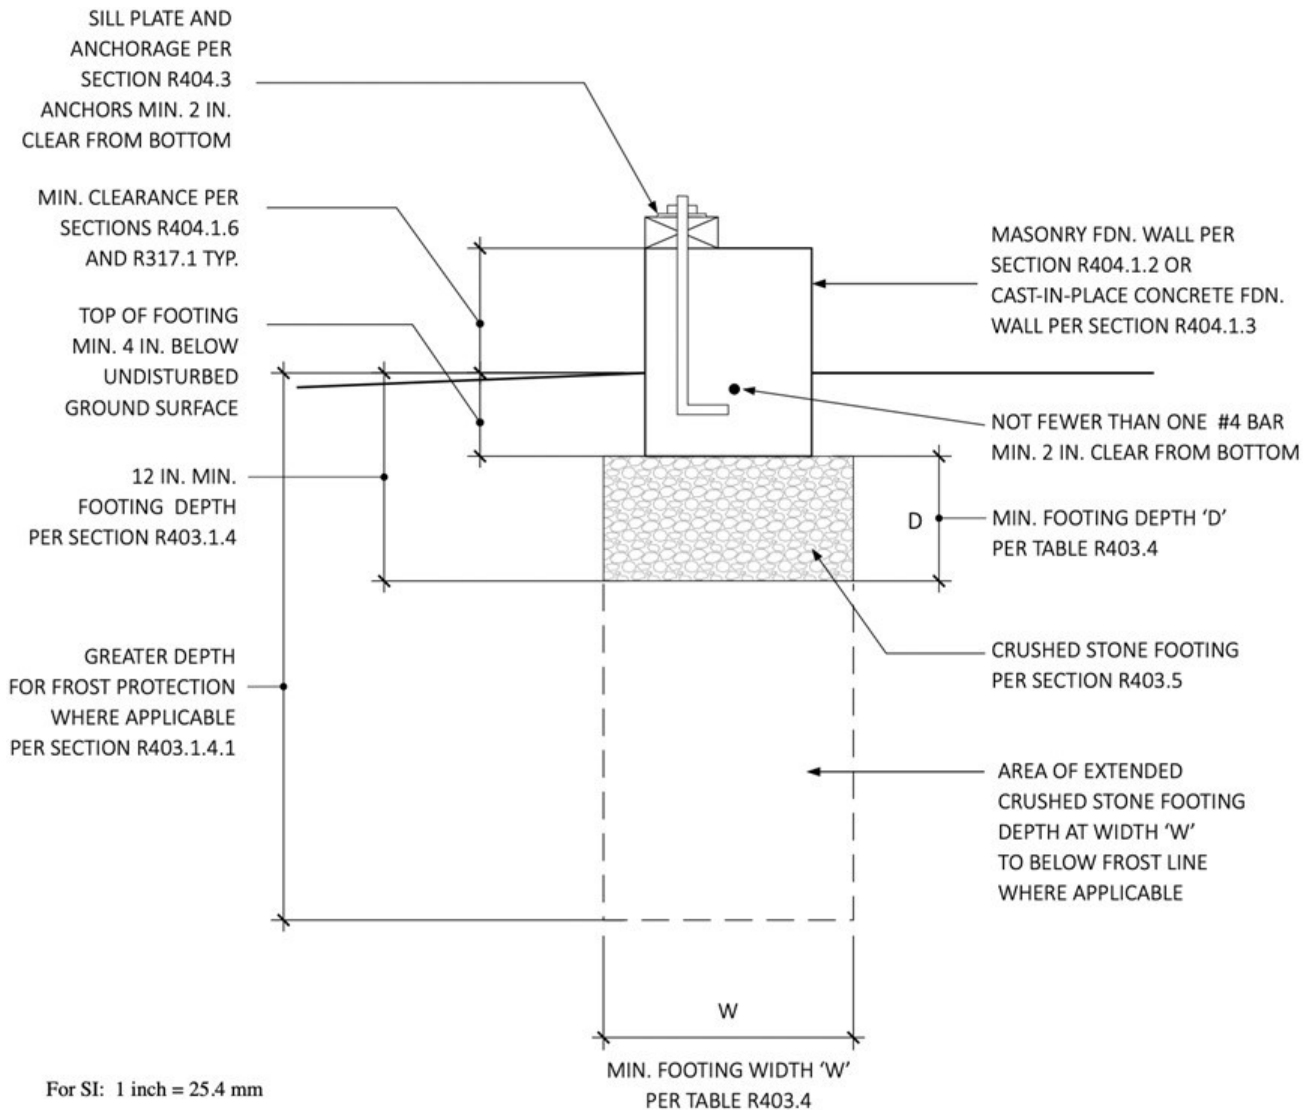 SILL PLATE AND
ANCHORAGE PER
SECTION R404.3
ANCHORS MIN. 2 IN.
CLEAR FROM BOTTOM
MIN. CLEARANCE PER
SECTIONS R404.1.6
AND R317.1 TYP.
TOP OF FOOTING
MIN. 4 IN. BELOW
UNDISTURBED
GROUND SURFACE
12 IN. MIN.
FOOTING DEPTH
PER SECTION R403.1.4
GREATER DEPTH
FOR FROST PROTECTION
WHERE APPLICABLE
PER SECTION R403.1.4.1
MASONRY FDN. WALL PER
SECTION R404.1.2 OR
CAST-IN-PLACE CONCRETE FDN.
WALL PER SECTION R404.1.3
NOT FEWER THAN ONE #4 BAR
MIN. 2 IN. CLEAR FROM BOTTOM
D
MIN. FOOTING DEPTH ‘D’
PER TABLE R403.4
CRUSHED STONE FOOTING
PER SECTION R403.5
AREA OF EXTENDED
CRUSHED STONE FOOTING
DEPTH AT WIDTH ‘W’
TO BELOW FROST LINE
WHERE APPLICABLE
W
MIN. FOOTING WIDTH ‘W’
PER TABLE R403.4
For SI: 1 inch = 25.4 mm